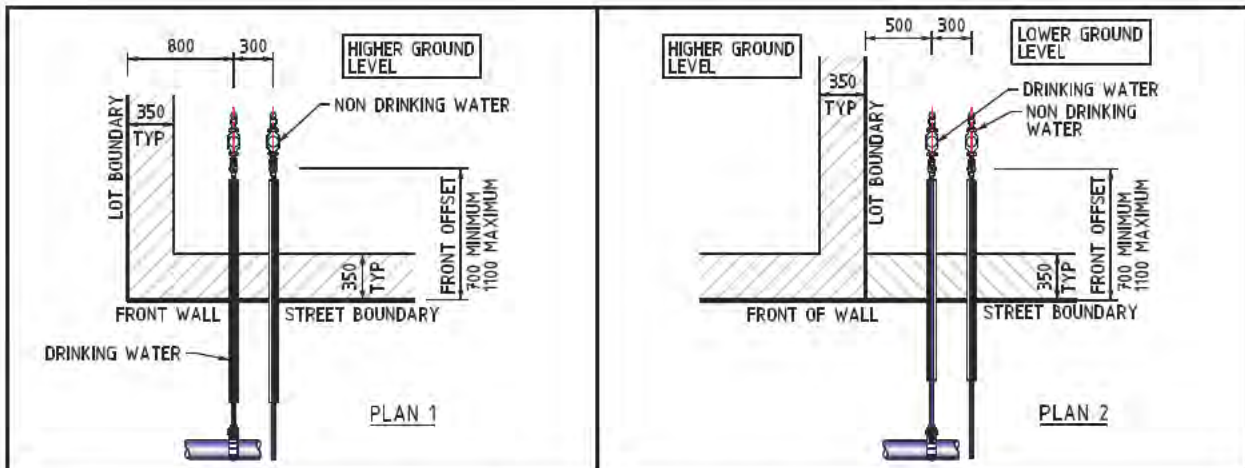 800
300
HIGHER GROUND
LEVEL
350
TYP
NON DRINKING WATER
LOT BOUNDARY
FRONT OFFSET
700 MINIMUM
1100 MAXIMUM
350
TYP
FRONT WALL
STREET BOUNDARY
DRINKING WATER
PLAN 1
500
300
HIGHER GROUND
LEVEL
LOWER GROUND
LEVEL
350
TYP
DRINKING WATER
NON DRINKING
WATER
LOT BOUNDARY
FRONT OFFSET
700 MINIMUM
1100 MAXIMUM
350
TYP
FRONT OF WALL
STREET BOUNDARY
PLAN 2